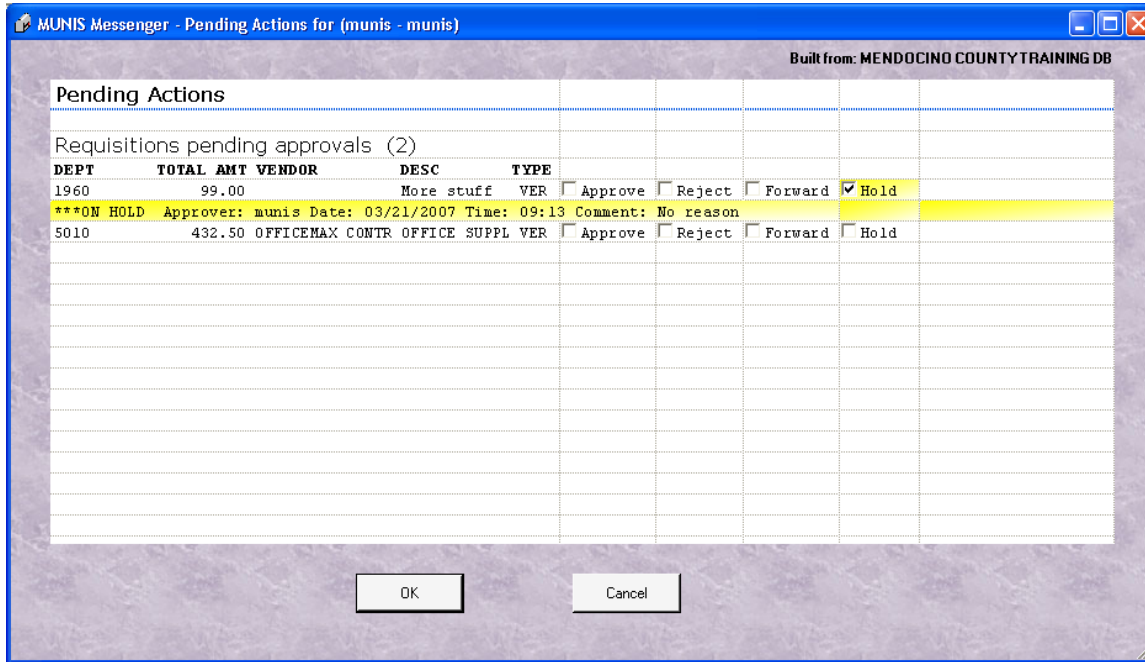 MUNIS Messenger - Pending Actions for (munis - munis)
Built from: MENDOCINO COUNTYTRAINING DB
Pending Actions
Requisitions pending approvals (2)
DEPT TOTAL AMT VENDOR DESC TYPE
1960 99.00 More stuff VER Approve Reject Forward Hold
***ON HOLD Approver: munis Date: 03/21/2007 Time: 09:13 Comment: No reason
5010 432.50 OFFICEMAX CONTR OFFICE SUPPL VER Approve Reject Forward Hold
OK Cancel